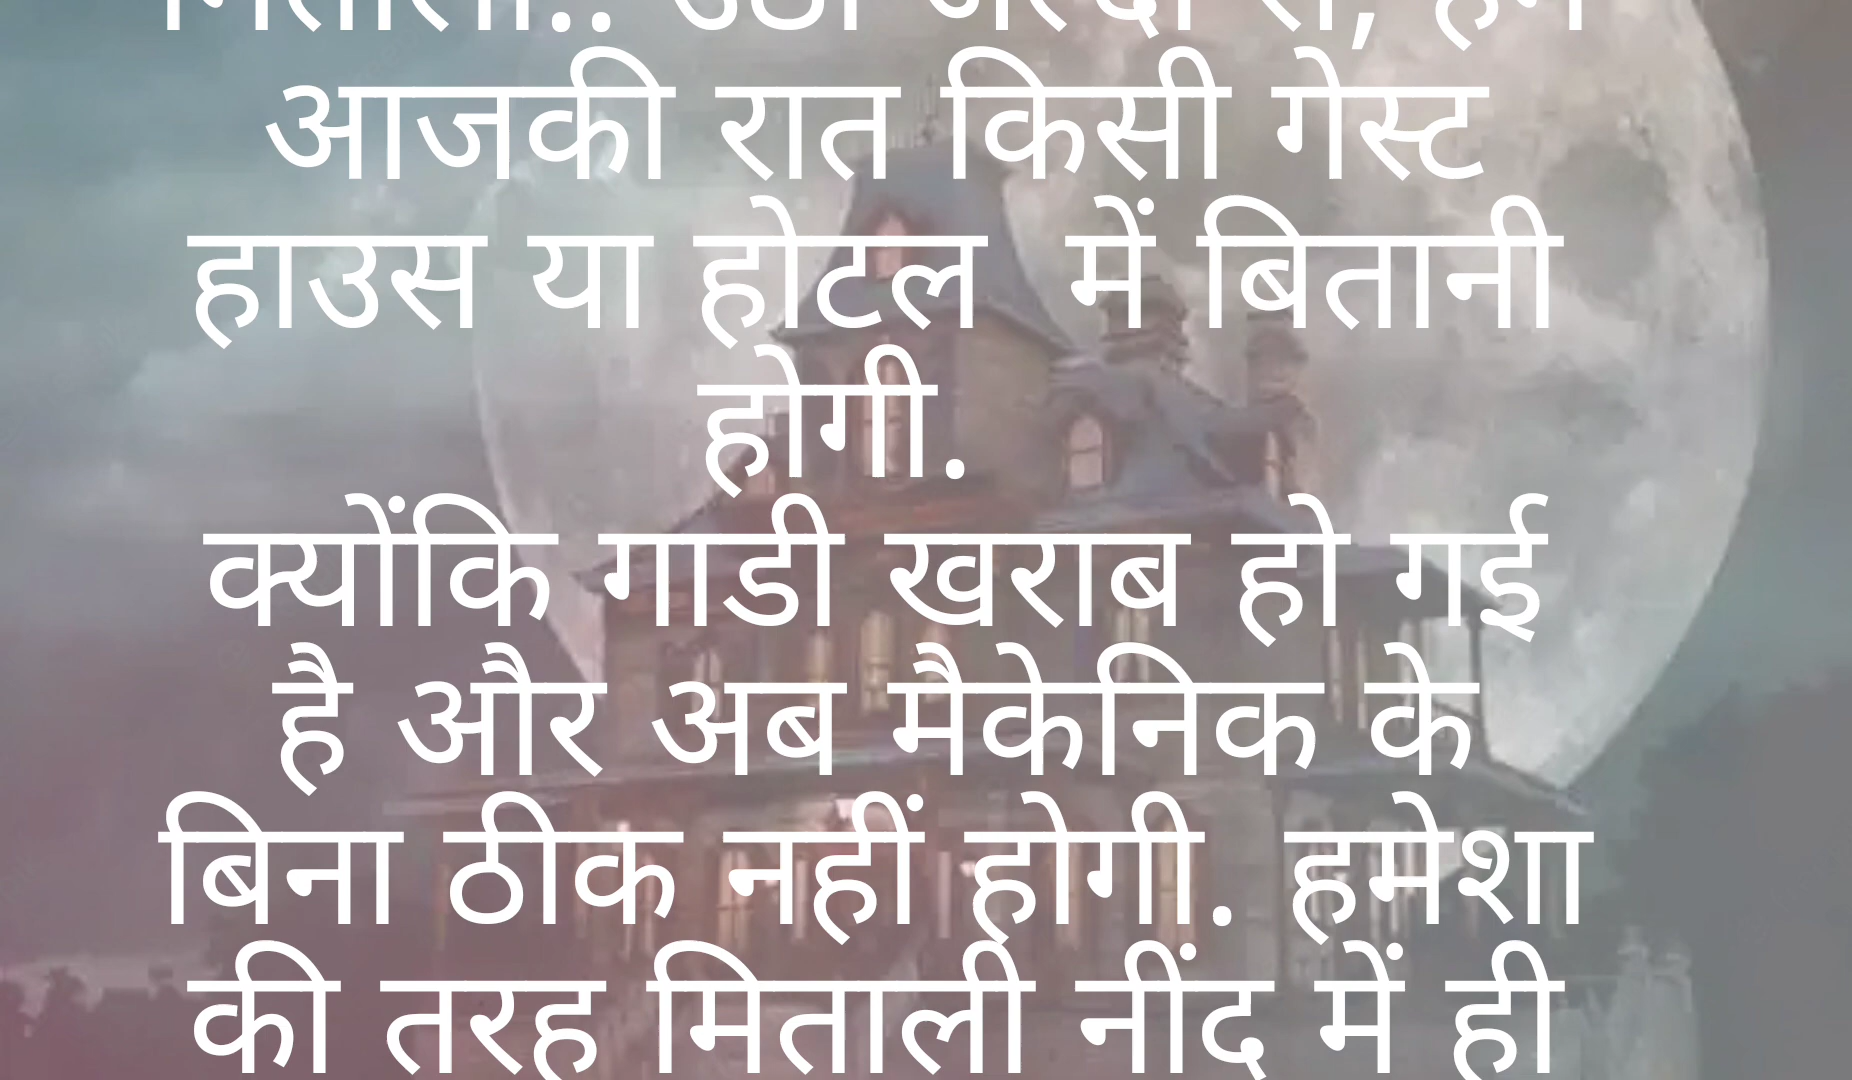 मिताली.. उठो जल्दी से, हमें
आजकी रात किसी गेस्ट
हाउस या होटल  में बितानी
होगी.
क्योंकि गाडी खराब हो गई
है और अब मैकेनिक के
बिना ठीक नहीं होगी. हमेशा
की तरह मिताली नींद में ही